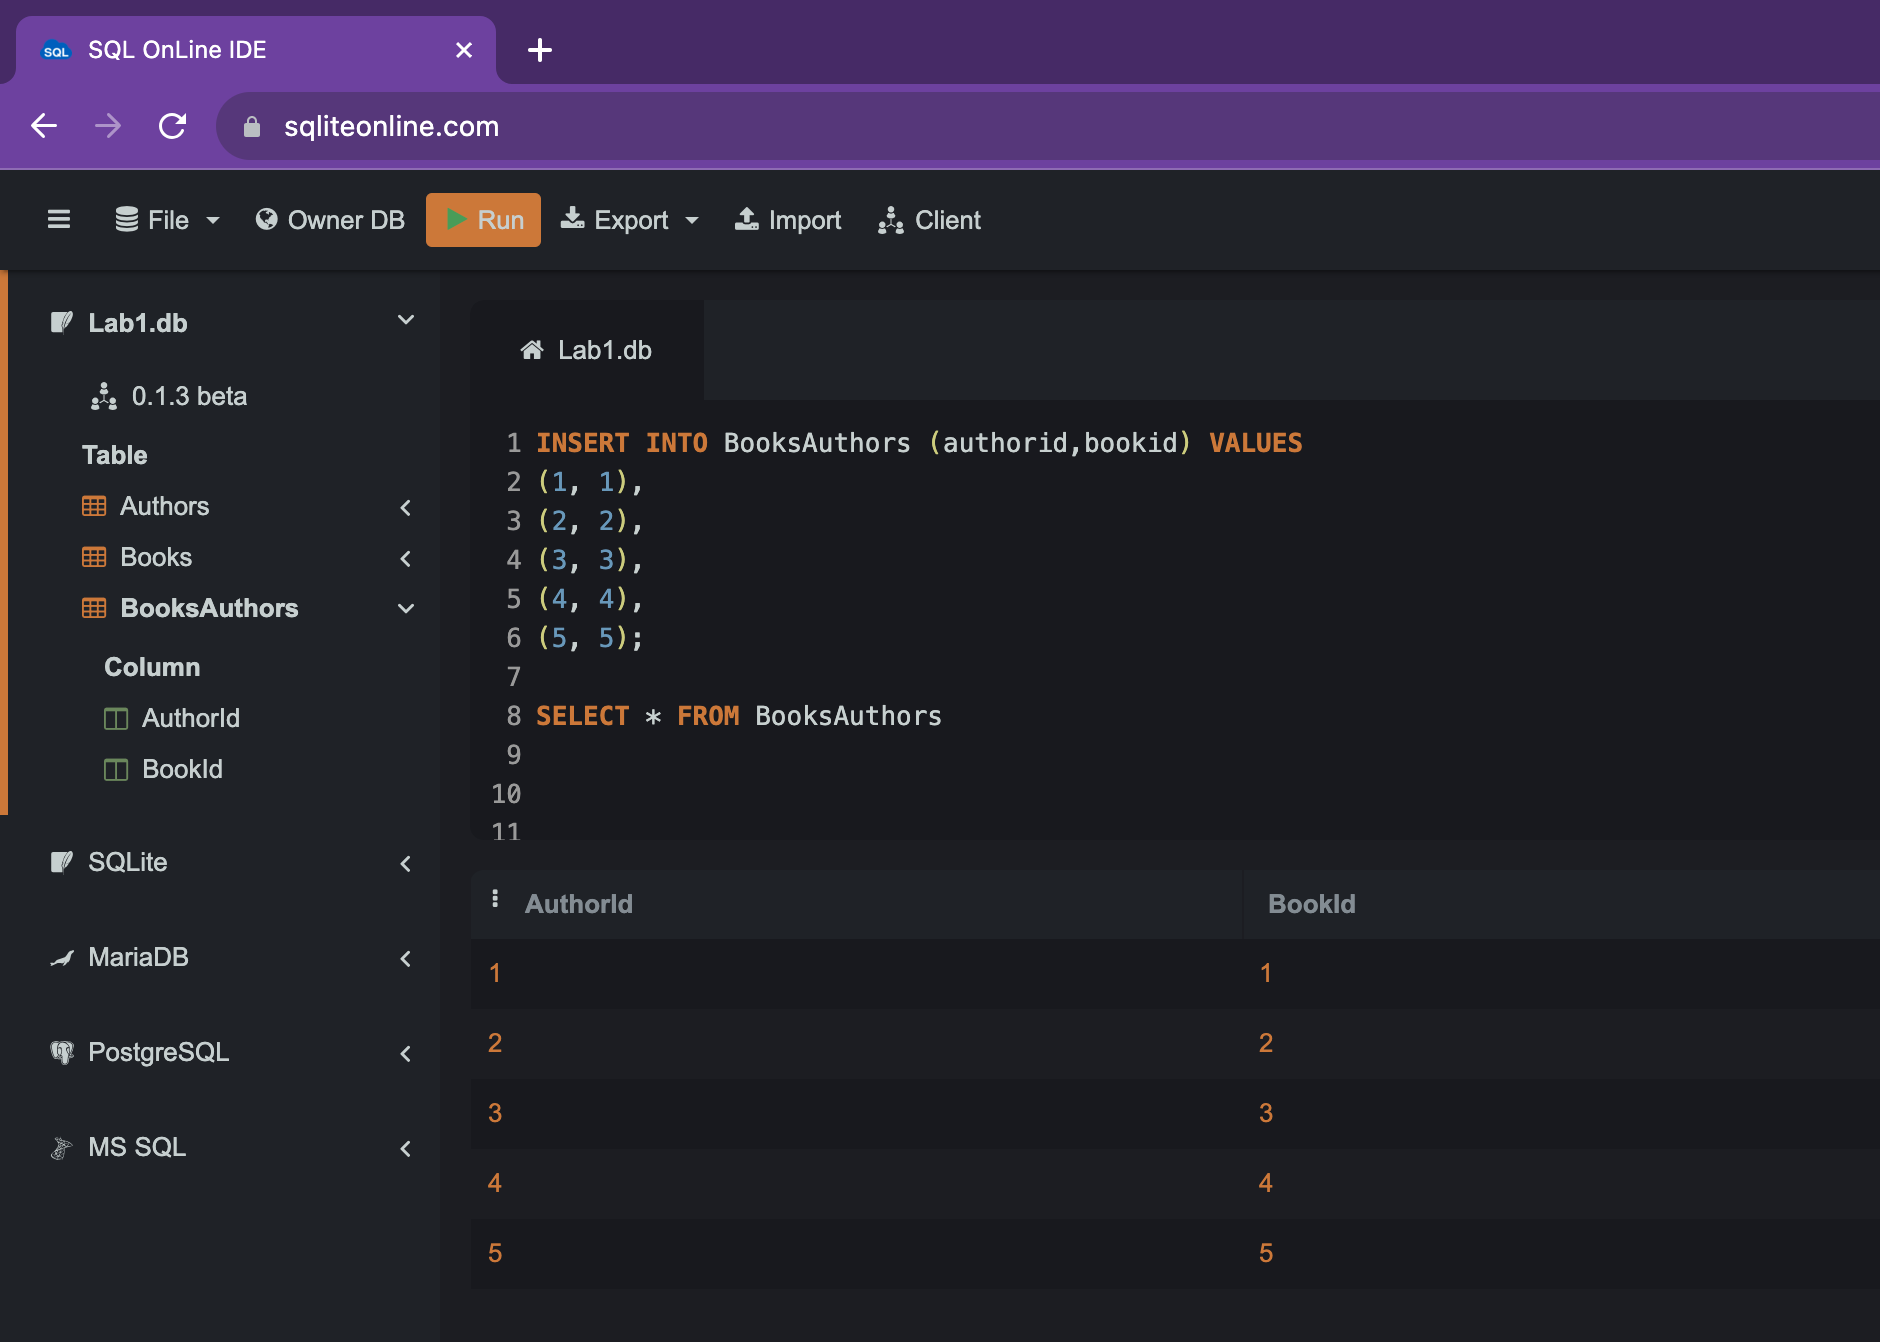 SQL SQL OnLine IDE
sqliteonline.com
File Owner DB Run Export Import Client
Lab1.db
0.1.3 beta
Table
Authors
Books
BooksAuthors
Column
AuthorId
BookId
SQLite
MariaDB
PostgreSQL
MS SQL
Lab1.db
1 INSERT INTO BooksAuthors (authorid,bookid) VALUES
2 (1, 1),
3 (2, 2),
4 (3, 3),
5 (4, 4),
6 (5, 5);
7
8 SELECT * FROM BooksAuthors
9
10
11
AuthorId BookId
1 1
2 2
3 3
4 4
5 5